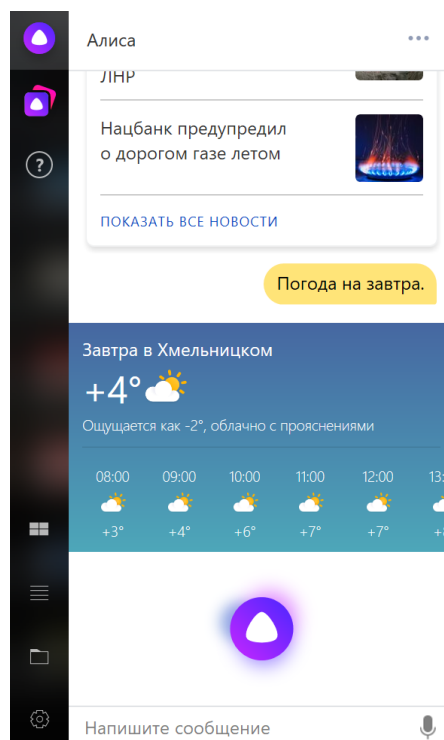 Алиса
ЛНР
Нацбанк предупредил
о дорогом газе летом
ПОКАЗАТЬ ВСЕ НОВОСТИ
Погода на завтра.
Завтра в Хмельницком
+4°
Ощущается как -2°, облачно с прояснениями
08:00 09:00 10:00 11:00 12:00 13:
+3° +4° +6° +7° +7°
Напишите сообщение